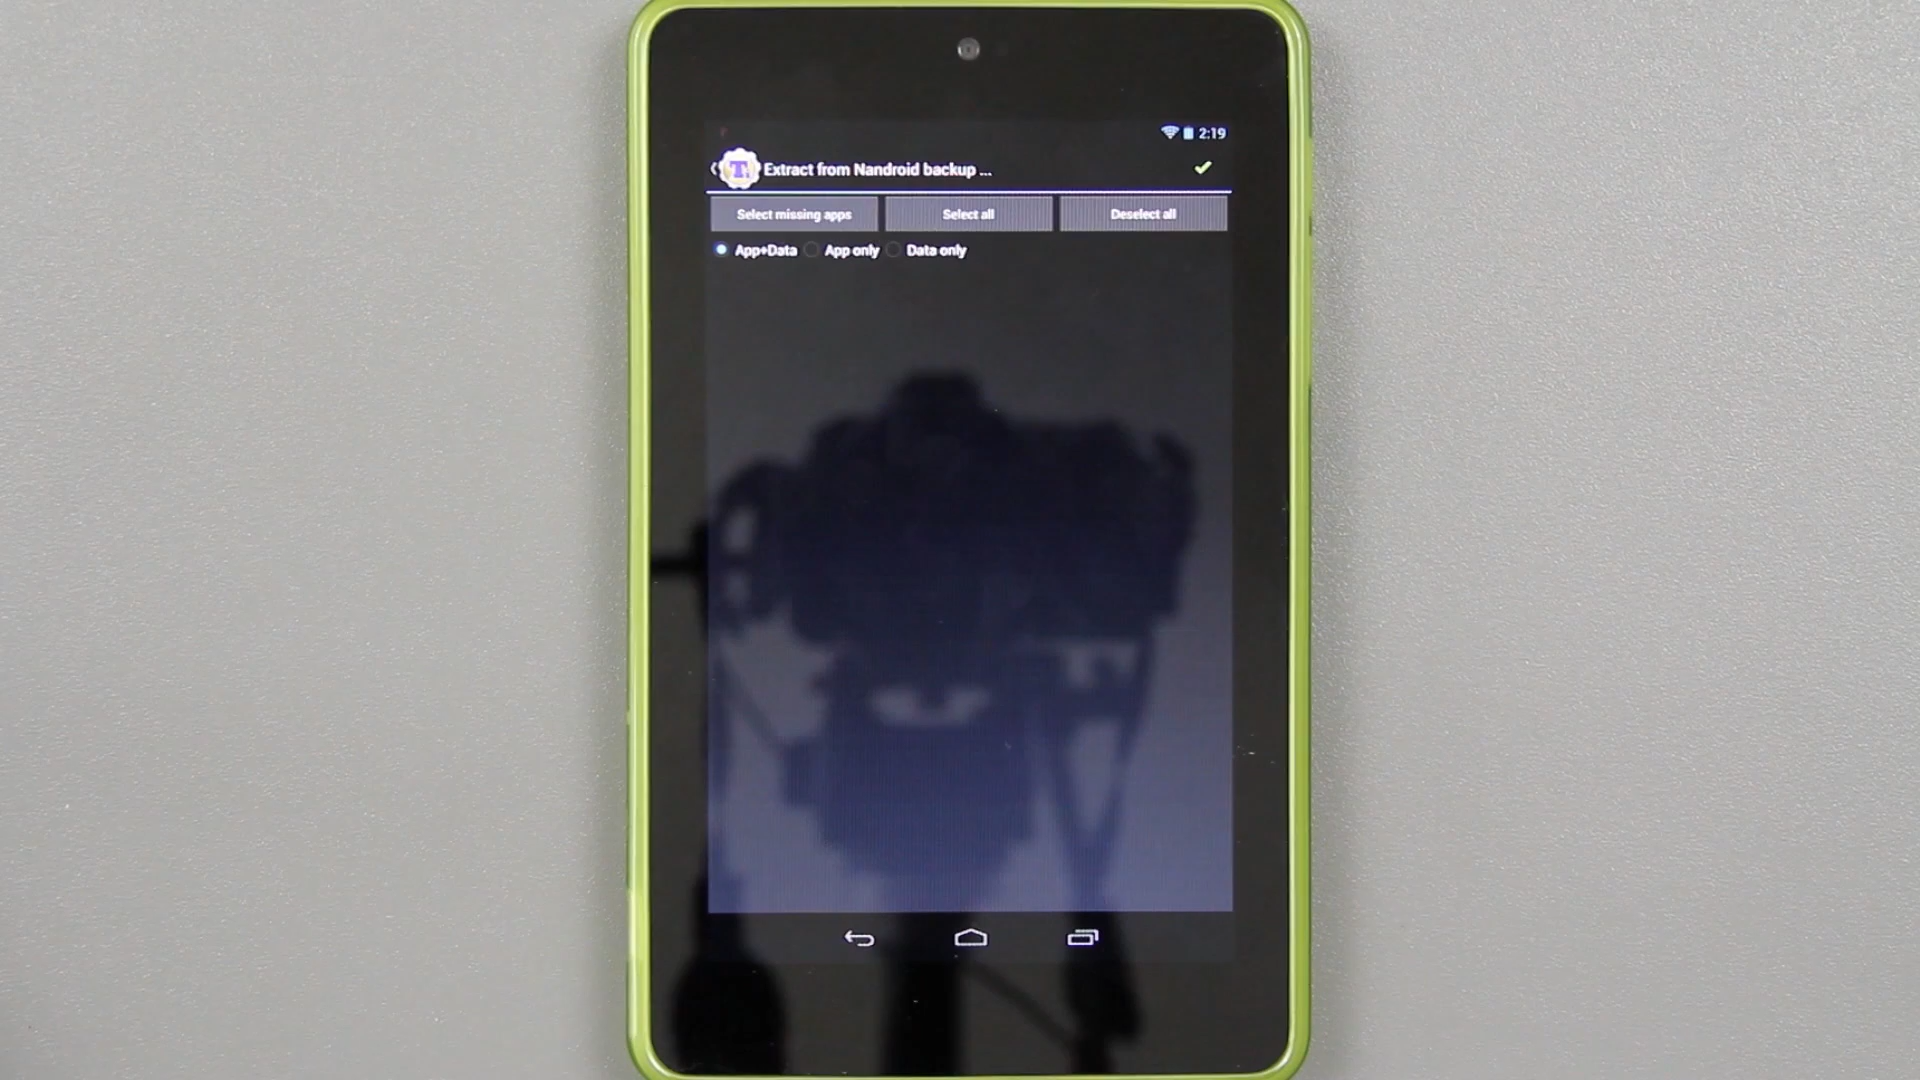 2:19
Extract from Nandroid backup ...
Select missing apps Select all Deselect all
App+Data App only Data only